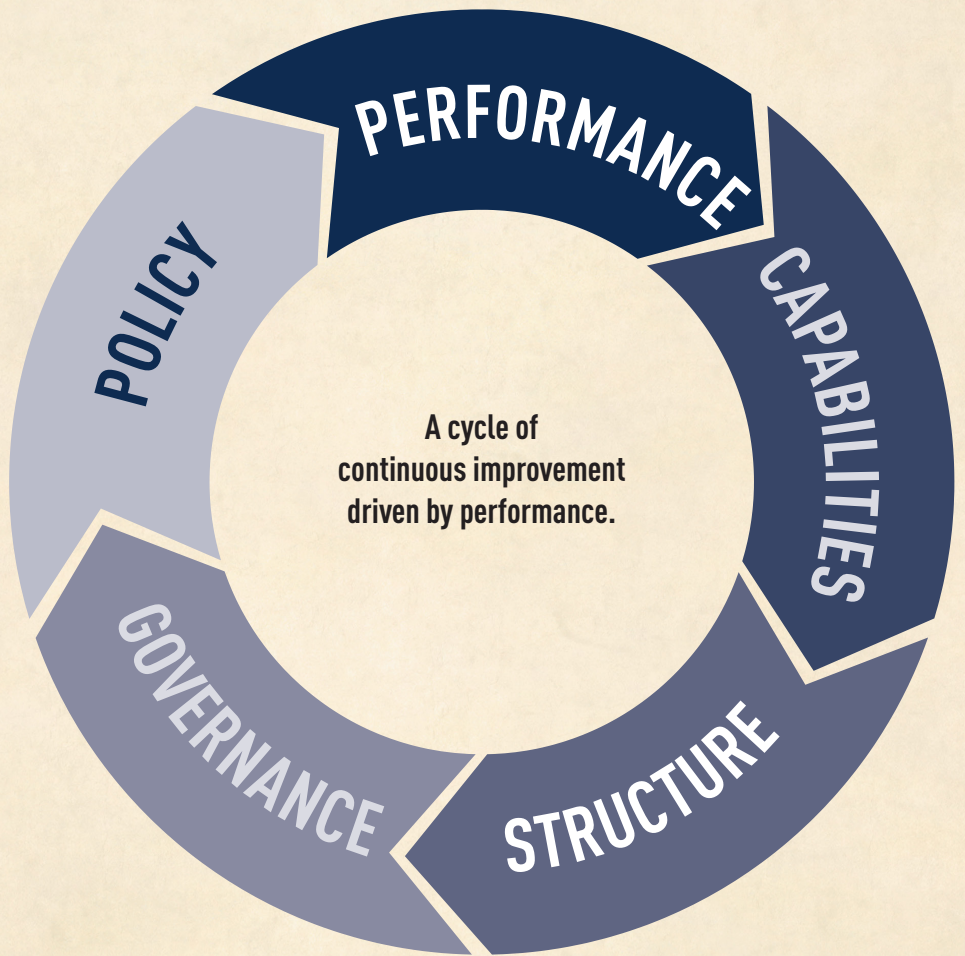 PERFORMANCE
CAPABILITIES
STRUCTURE
GOVERNANCE
POLICY
A cycle of
continuous improvement
driven by performance.